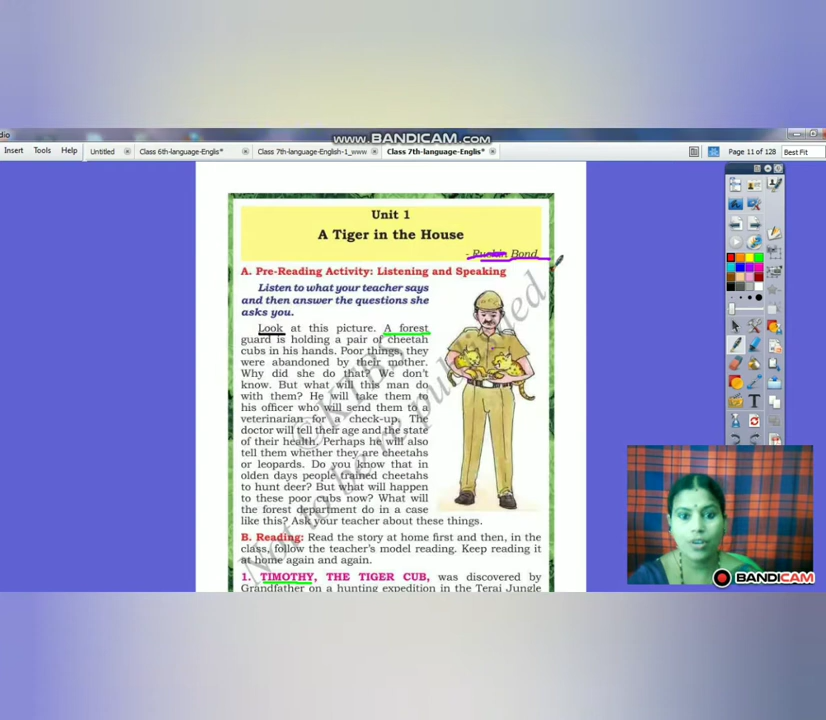 www.BANDICAM.com
dio
Insert Tools Help Untitled Class 6th-language-Englis* Class 7th-language-English-1_www Class 7th-language-Englis* Page 11 of 128 Best Fit
Unit 1
A Tiger in the House
- Ruskin Bond
A. Pre-Reading Activity: Listening and Speaking
Listen to what your teacher says
and then answer the questions she
asks you.
Look at this picture. A forest
guard is holding a pair of cheetah
cubs in his hands. Poor things, they
were abandoned by their mother.
Why did she do that? We don't
know. But what will this man do
with them? He will take them to
his officer who will send them to a
veterinarian for a check-up. The
doctor will tell their age and the state
of their health. Perhaps he will also
tell them whether they are cheetahs
or leopards. Do you know that in
olden days people trained cheetahs
to hunt deer? But what will happen
to these poor cubs now? What will
the forest department do in a case
like this? Ask your teacher about these things.
B. Reading: Read the story at home first and then, in the
class, follow the teacher's model reading. Keep reading it
at home again and again.
1. TIMOTHY, THE TIGER CUB, was discovered by
Grandfather on a hunting expedition in the Terai Jungle
©KTBS
Not to be republished
BANDICAM